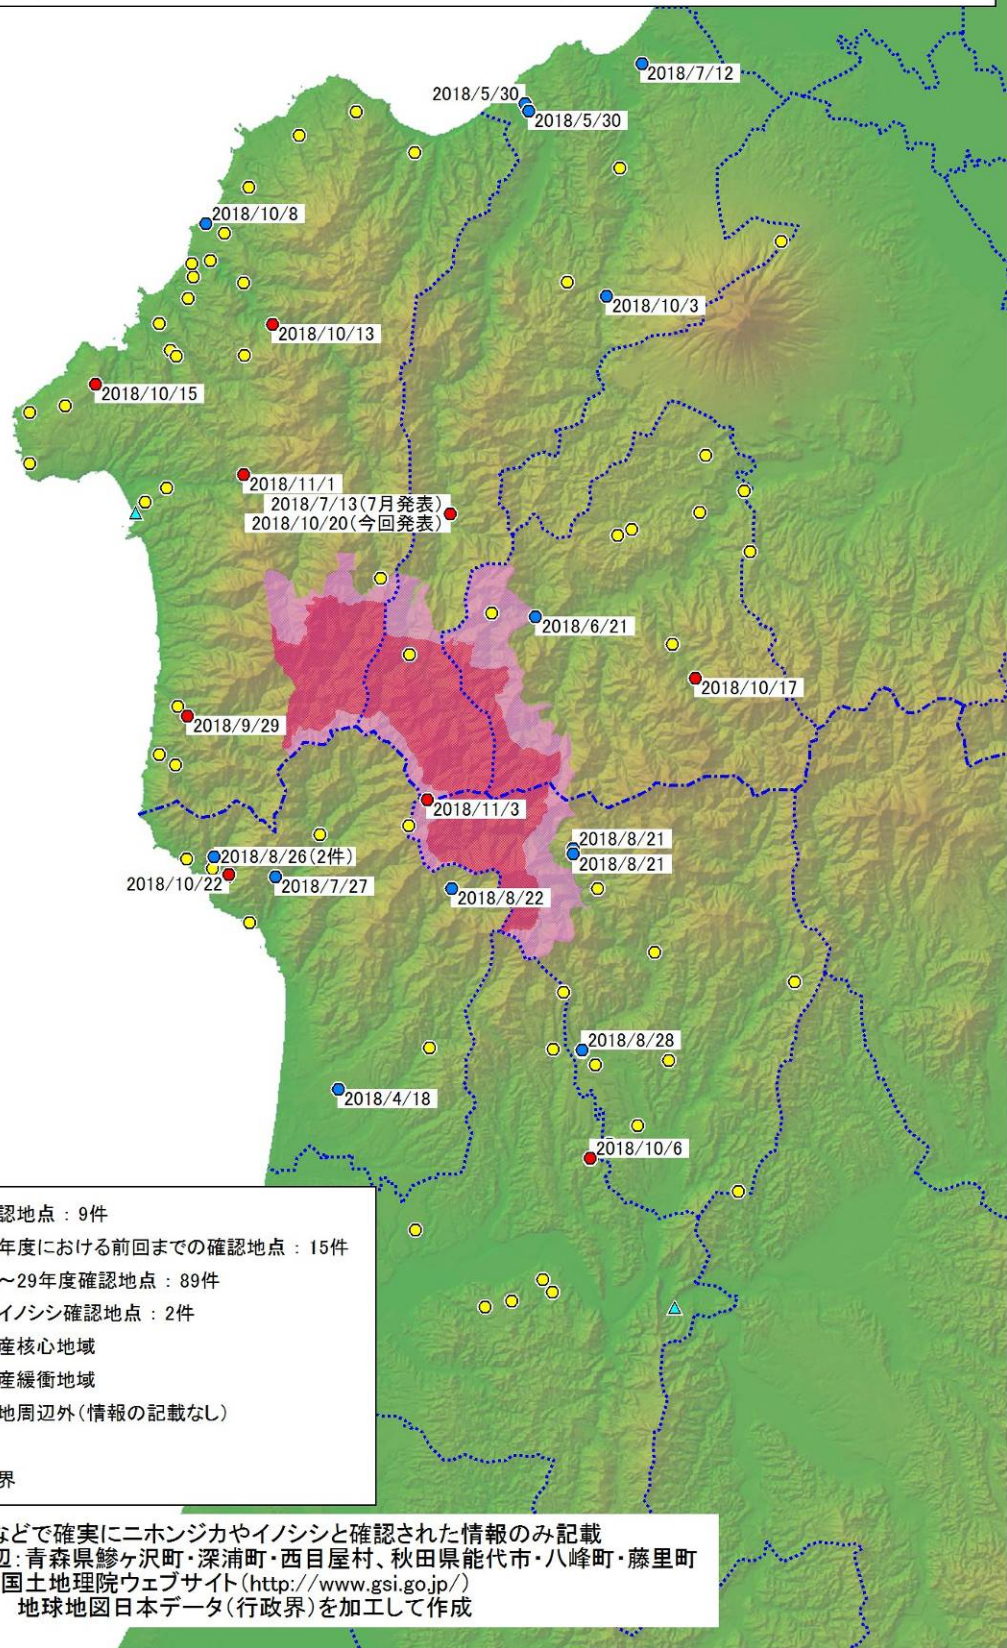 2018/7/12
2018/5/30
2018/5/30
2018/10/8
2018/10/3
2018/10/13
2018/10/15
2018/11/1
2018/7/13(7月発表)
2018/10/20(今回発表)
2018/6/21
2018/10/17
2018/9/29
2018/11/3
2018/8/21
2018/8/21
2018/8/26(2件)
2018/10/22
2018/7/27
2018/8/22
2018/8/28
2018/4/18
2018/10/6
認地点：9件
年度における前回までの確認地点：15件
～29年度確認地点：89件
イノシシ確認地点：2件
産核心地域
産緩衝地域
地周辺外(情報の記載なし)
界
などで確実にニホンジカやイノシシと確認された情報のみ記載
辺：青森県鰺ヶ沢町・深浦町・西目屋村、秋田県能代市・八峰町・藤里町
国土地理院ウェブサイト(http://www.gsi.go.jp/)
地球地図日本データ(行政界)を加工して作成